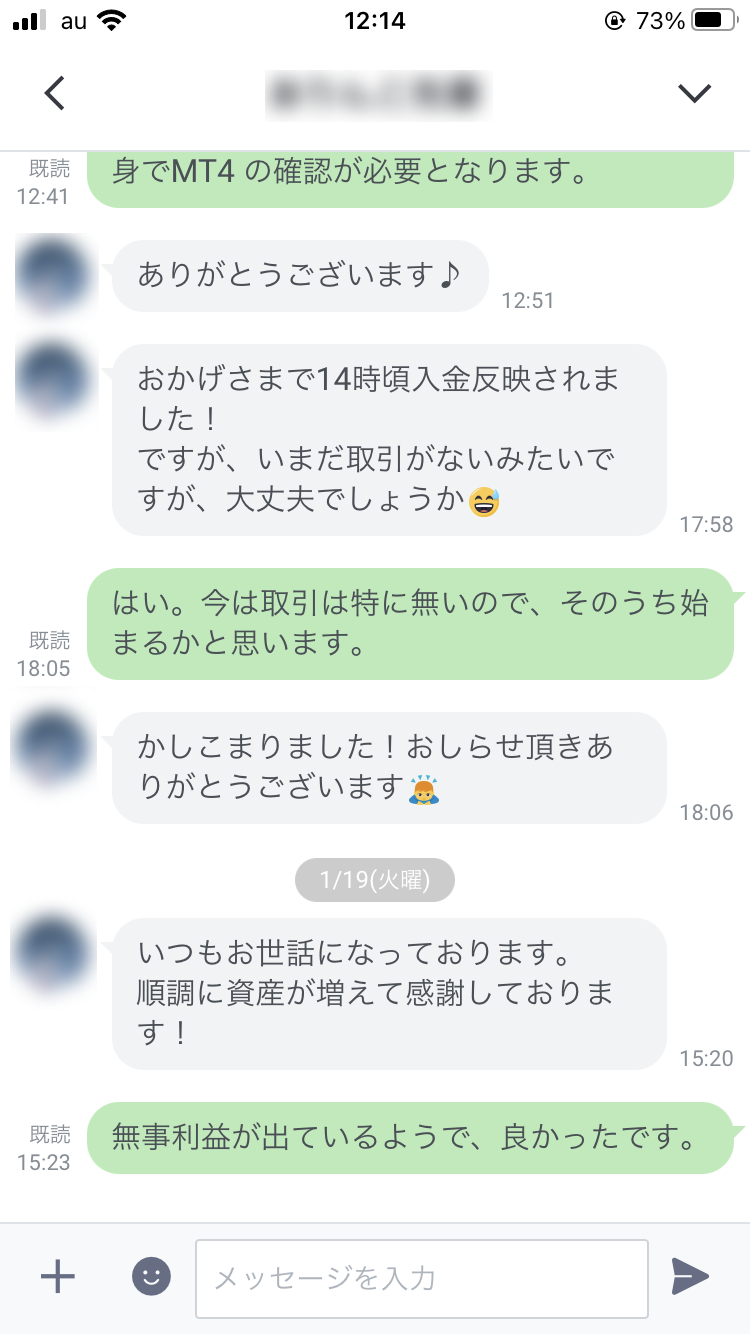 au 12:14 73%
身でMT4 の確認が必要となります。
既読
12:41
ありがとうございます♪
12:51
おかげさまで14時頃入金反映されま
した！
ですが、いまだ取引がないみたいで
すが、大丈夫でしょうか😅
17:58
はい。今は取引は特に無いので、そのうち始
まるかと思います。
既読
18:05
かしこまりました！おしらせ頂きあ
りがとうございます🙇
18:06
1/19(火曜)
いつもお世話になっております。
順調に資産が増えて感謝しておりま
す！
15:20
無事利益が出ているようで、良かったです。
既読
15:23
メッセージを入力